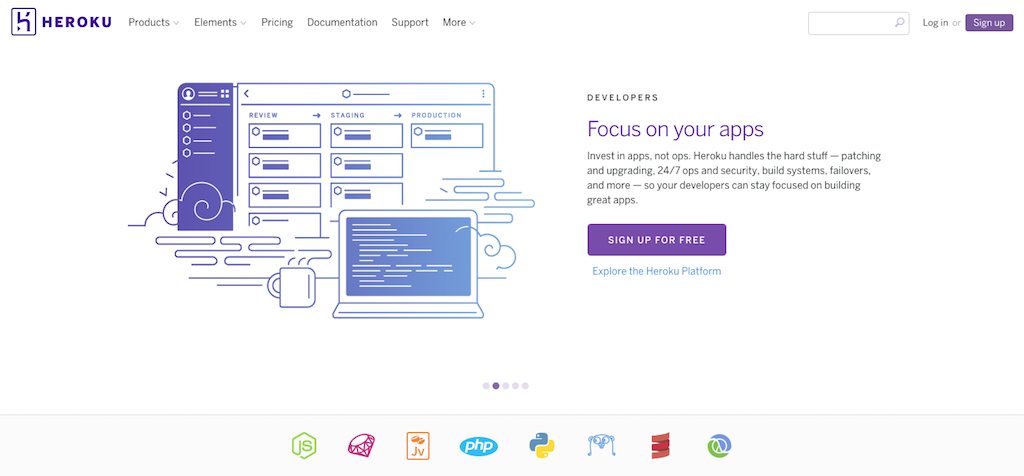 HEROKU Products Elements Pricing Documentation Support More Log in or Sign up
DEVELOPERS
Focus on your apps
Invest in apps, not ops. Heroku handles the hard stuff — patching
and upgrading, 24/7 ops and security, build systems, failovers,
and more — so your developers can stay focused on building
great apps.
SIGN UP FOR FREE
Explore the Heroku Platform
REVIEW STAGING PRODUCTION
JS Jv php